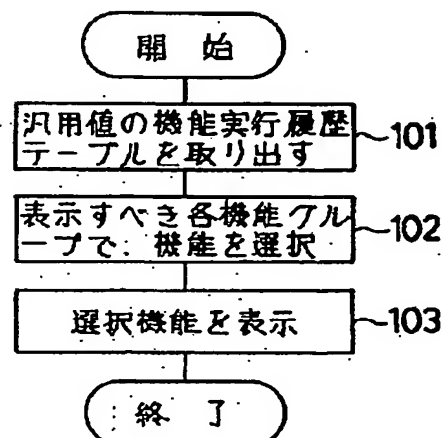 開始
汎用値の機能実行履歴
テーブルを取り出す
101
表示すべき各機能グル
ープで、機能を選択
102
選択機能を表示
103
終了